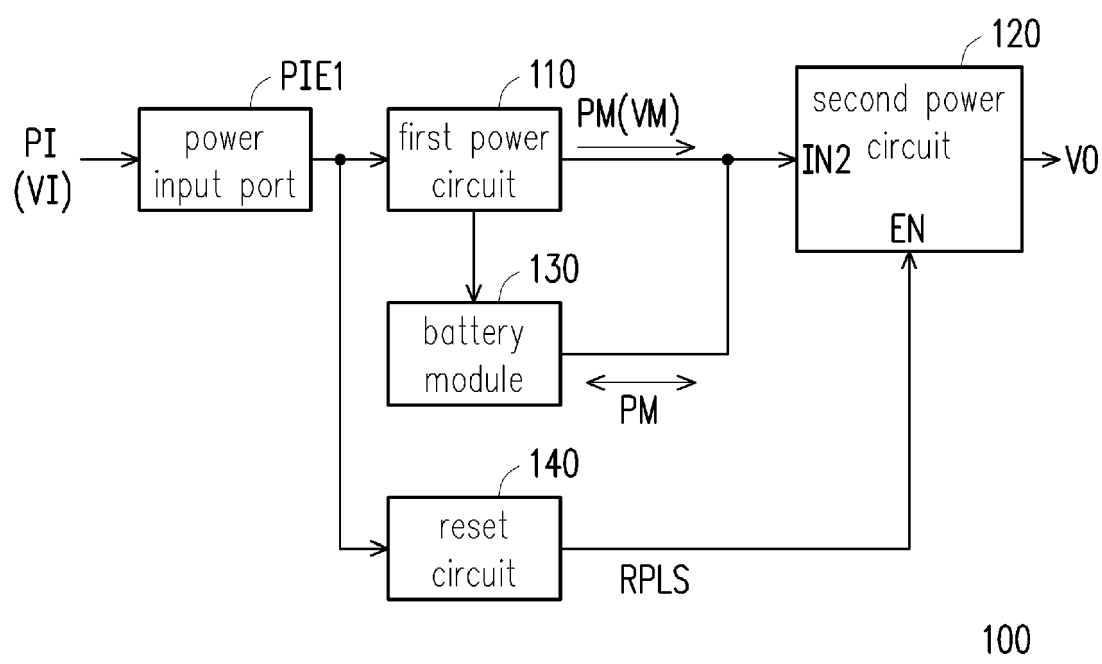 120
PIE1
110
second power
circuit
PI
(VI)
power
input port
first power
circuit
PM(VM)
IN2
VO
EN
130
battery
module
PM
140
reset
circuit
RPLS
100